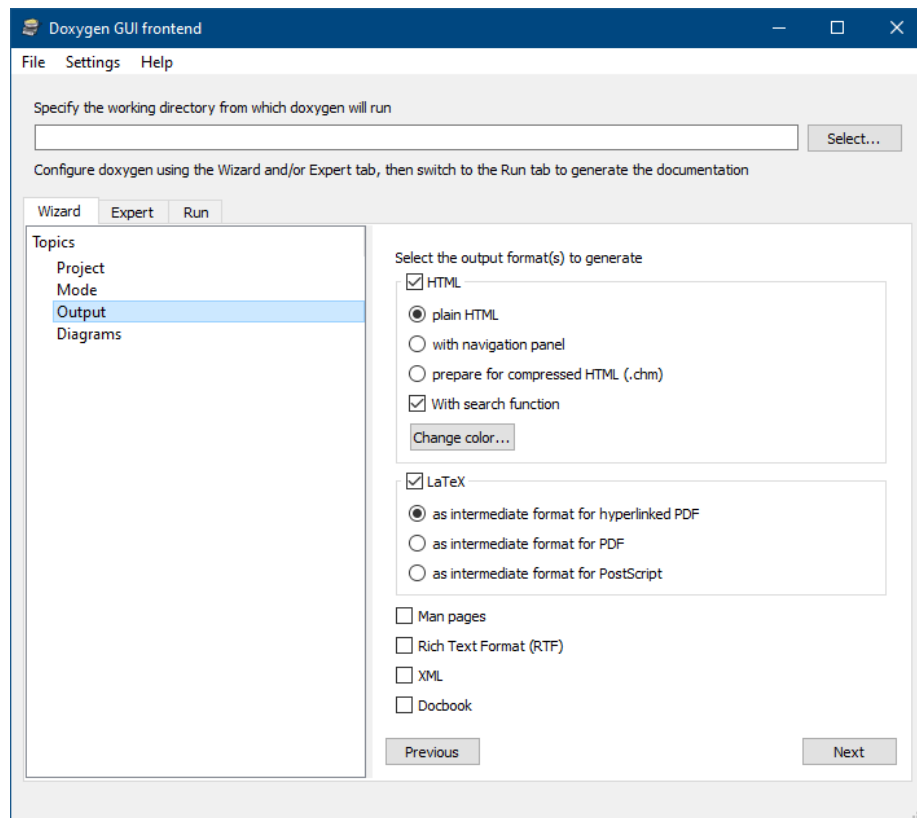 Doxygen GUI frontend
File Settings Help
Specify the working directory from which doxygen will run
Select...
Configure doxygen using the Wizard and/or Expert tab, then switch to the Run tab to generate the documentation
Wizard Expert Run
Topics
Project
Mode
Output
Diagrams
Select the output format(s) to generate
HTML
plain HTML
with navigation panel
prepare for compressed HTML (.chm)
With search function
Change color...
LaTeX
as intermediate format for hyperlinked PDF
as intermediate format for PDF
as intermediate format for PostScript
Man pages
Rich Text Format (RTF)
XML
Docbook
Previous Next